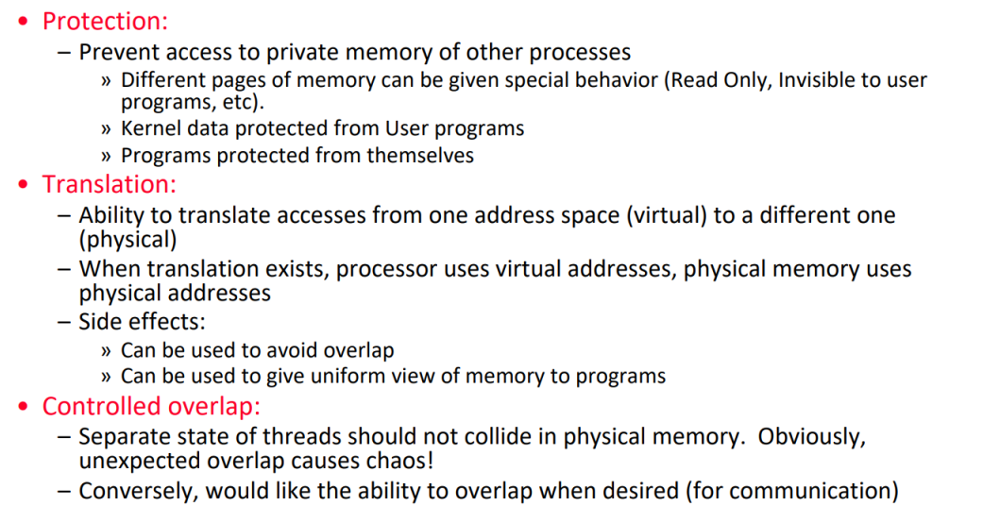 • Protection:
– Prevent access to private memory of other processes
» Different pages of memory can be given special behavior (Read Only, Invisible to user
programs, etc).
» Kernel data protected from User programs
» Programs protected from themselves
• Translation:
– Ability to translate accesses from one address space (virtual) to a different one
(physical)
– When translation exists, processor uses virtual addresses, physical memory uses
physical addresses
– Side effects:
» Can be used to avoid overlap
» Can be used to give uniform view of memory to programs
• Controlled overlap:
– Separate state of threads should not collide in physical memory.  Obviously,
unexpected overlap causes chaos!
– Conversely, would like the ability to overlap when desired (for communication)